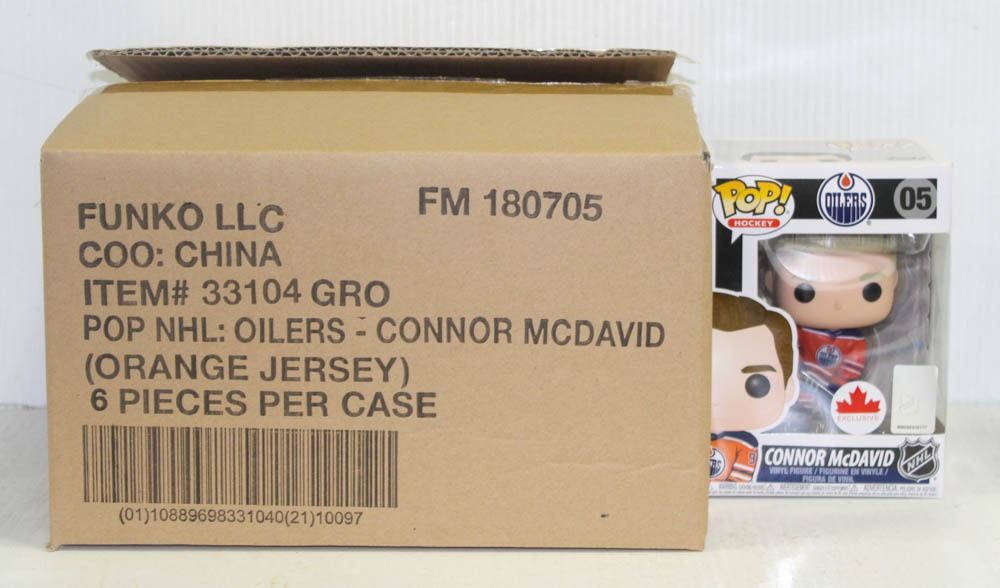 FUNKO LLC
FM 180705
COO: CHINA
ITEM# 33104 GRO
POP NHL: OILERS - CONNOR MCDAVID
(ORANGE JERSEY)
6 PIECES PER CASE
(01)10889698331040(21)10097
POP!
HOCKEY
OILERS
05
EXCLUSIVE
CONNOR McDAVID
NHL
VINYL FIGURE / FIGURINE EN VINYLE /
FIGURA DE VINIL